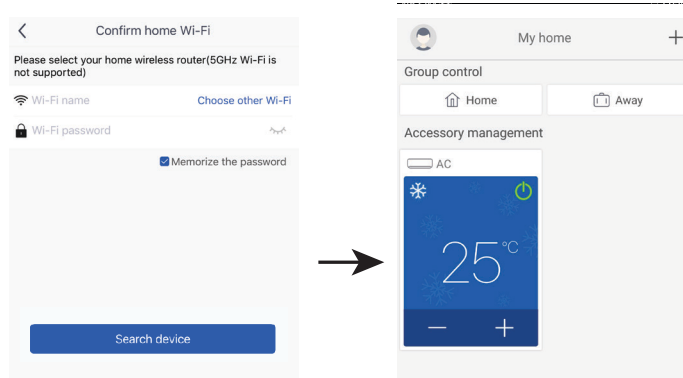 Confirm home Wi-Fi
Please select your home wireless router(5GHz Wi-Fi is
not supported)
Wi-Fi name
Choose other Wi-Fi
Wi-Fi password
Memorize the password
Search device
My home
Group control
Home
Away
Accessory management
AC
25°C